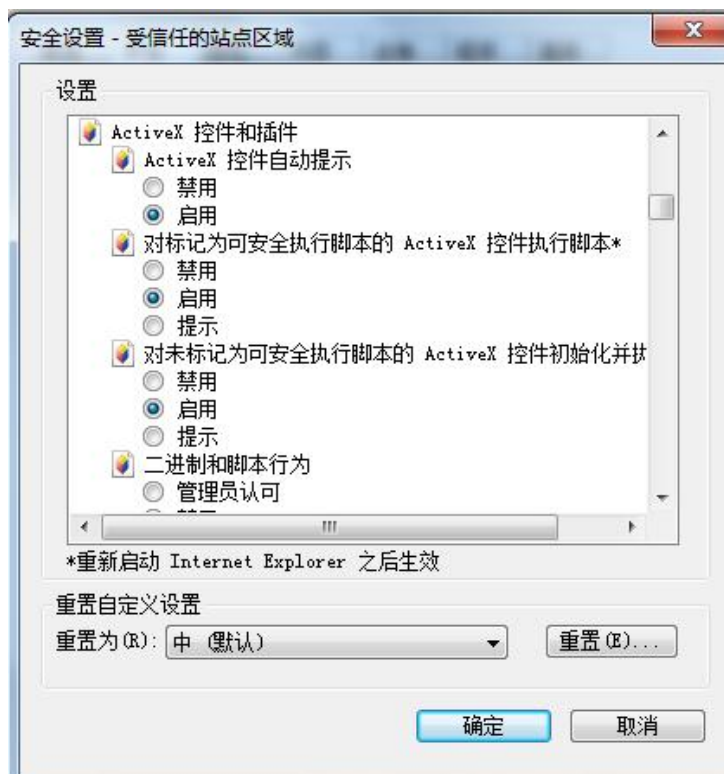 安全设置 - 受信任的站点区域
设置
ActiveX 控件和插件
ActiveX 控件自动提示
禁用
启用
对标记为可安全执行脚本的 ActiveX 控件执行脚本*
禁用
启用
提示
对未标记为可安全执行脚本的 ActiveX 控件初始化并执
禁用
启用
提示
二进制和脚本行为
管理员认可
*重新启动 Internet Explorer 之后生效
重置自定义设置
重置为(R): 中 (默认) 重置(E)...
确定 取消